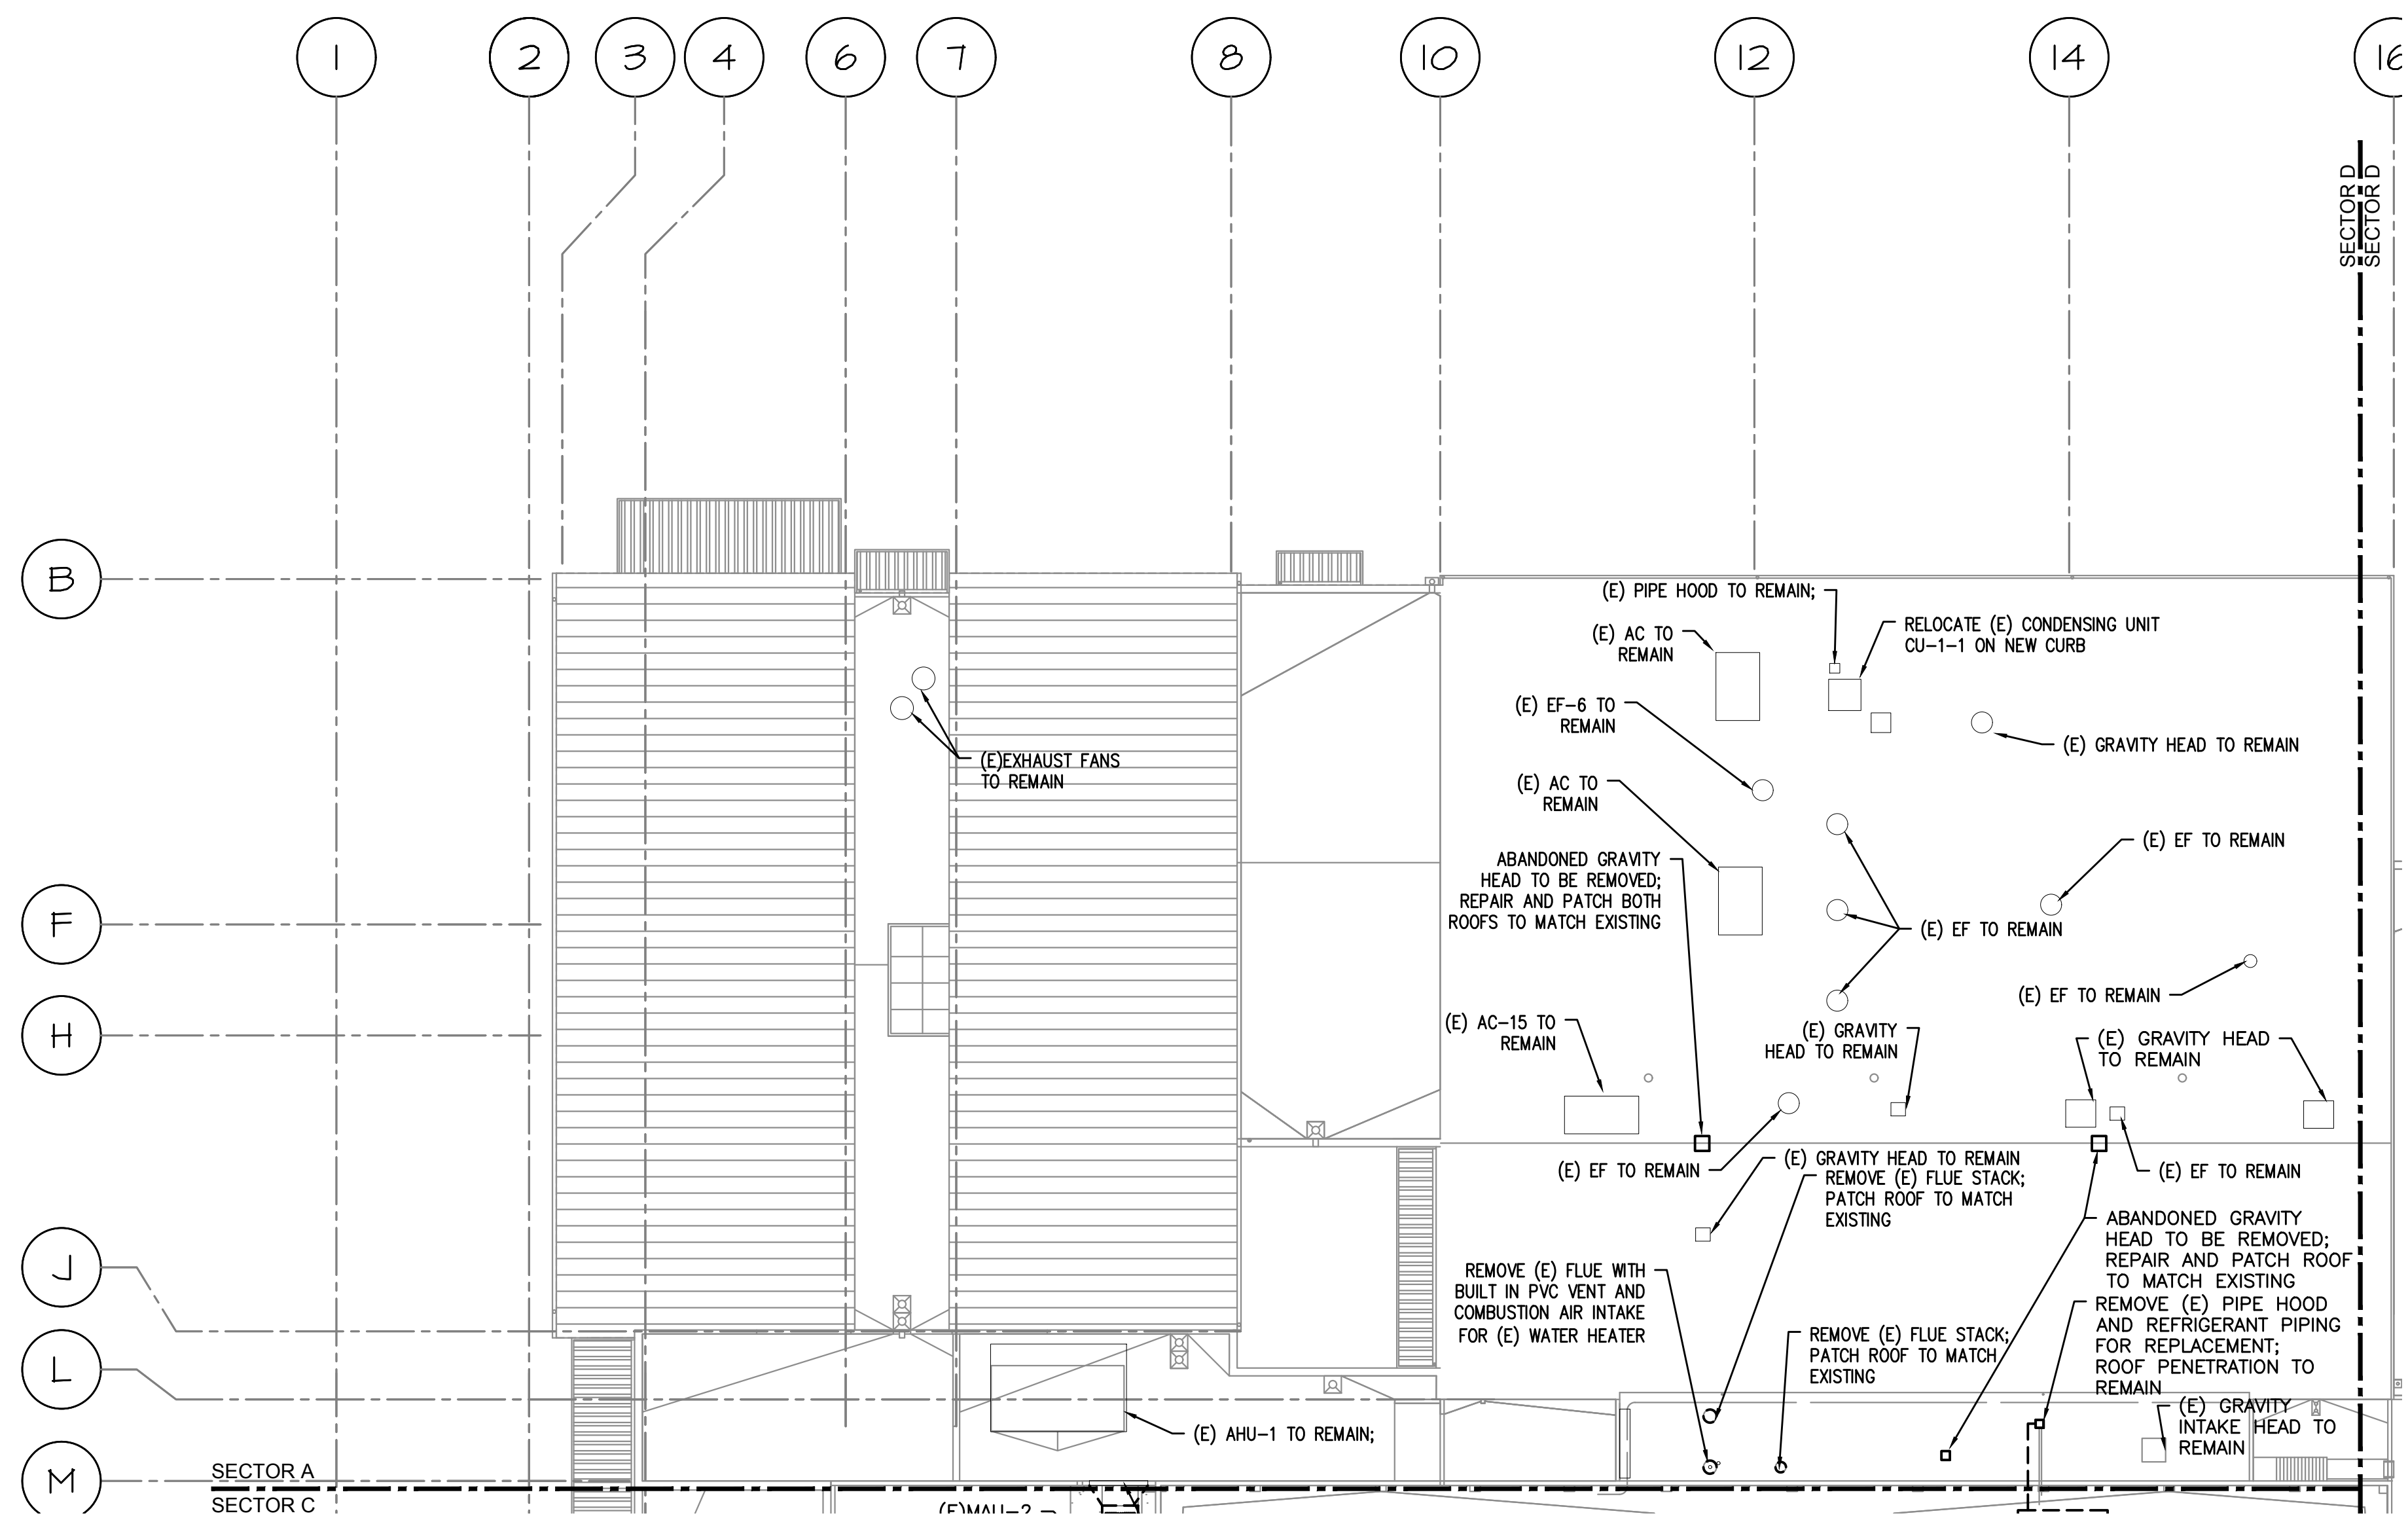 1
2
3
4
6
7
8
10
12
14
16
SECTOR D
SECTOR D
B
(E) PIPE HOOD TO REMAIN;
RELOCATE (E) CONDENSING UNIT
CU-1-1 ON NEW CURB
(E) AC TO
REMAIN
(E) EF-6 TO
REMAIN
(E) GRAVITY HEAD TO REMAIN
(E)EXHAUST FANS
TO REMAIN
(E) AC TO
REMAIN
(E) EF TO REMAIN
ABANDONED GRAVITY
HEAD TO BE REMOVED;
REPAIR AND PATCH BOTH
ROOFS TO MATCH EXISTING
F
(E) EF TO REMAIN
(E) EF TO REMAIN
H
(E) AC-15 TO
REMAIN
(E) GRAVITY
HEAD TO REMAIN
(E) GRAVITY HEAD
TO REMAIN
(E) EF TO REMAIN
(E) GRAVITY HEAD TO REMAIN
REMOVE (E) FLUE STACK;
PATCH ROOF TO MATCH
EXISTING
(E) EF TO REMAIN
ABANDONED GRAVITY
HEAD TO BE REMOVED;
REPAIR AND PATCH ROOF
TO MATCH EXISTING
J
REMOVE (E) FLUE WITH
BUILT IN PVC VENT AND
COMBUSTION AIR INTAKE
FOR (E) WATER HEATER
REMOVE (E) PIPE HOOD
AND REFRIGERANT PIPING
FOR REPLACEMENT;
ROOF PENETRATION TO
REMAIN
REMOVE (E) FLUE STACK;
PATCH ROOF TO MATCH
EXISTING
L
(E) GRAVITY
INTAKE HEAD TO
REMAIN
(E) AHU-1 TO REMAIN;
M
SECTOR A
SECTOR C
(E)MAU-2